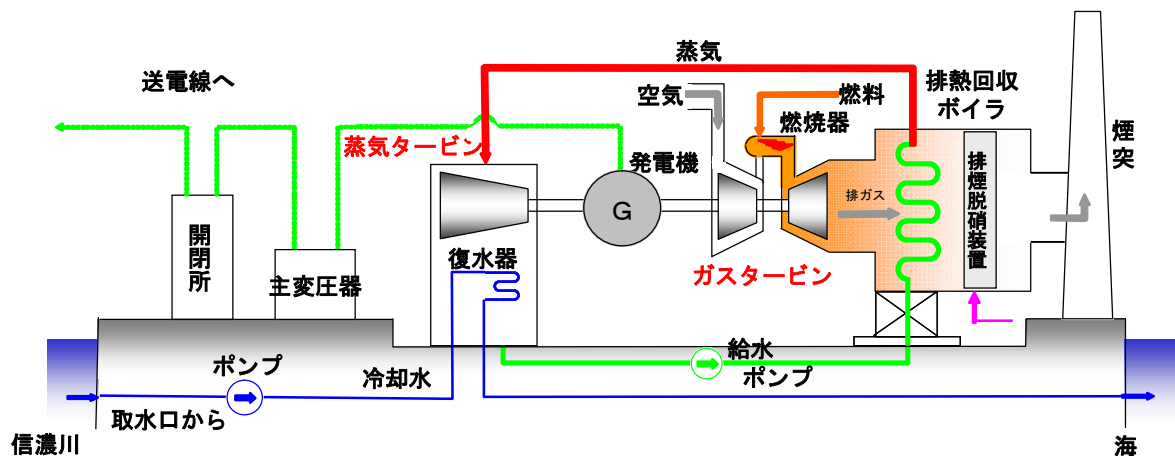 蒸気
送電線へ
空気
燃料
排熱回収
ボイラ
燃焼器
煙突
蒸気タービン
発電機
G
排ガス
排煙脱硝装置
開閉所
主変圧器
復水器
ガスタービン
ポンプ
冷却水
給水
ポンプ
取水口から
信濃川
海